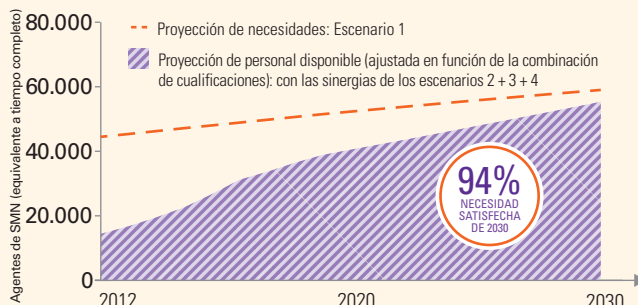 Agentes de SMN (equivalente a tiempo completo)
80.000
60.000
40.000
20.000
0
Proyección de necesidades: Escenario 1
Proyección de personal disponible (ajustada en función de la combinación
de cualificaciones): con las sinergias de los escenarios 2 + 3 + 4
94%
NECESIDAD
SATISFECHA
DE 2030
2012
2020
2030